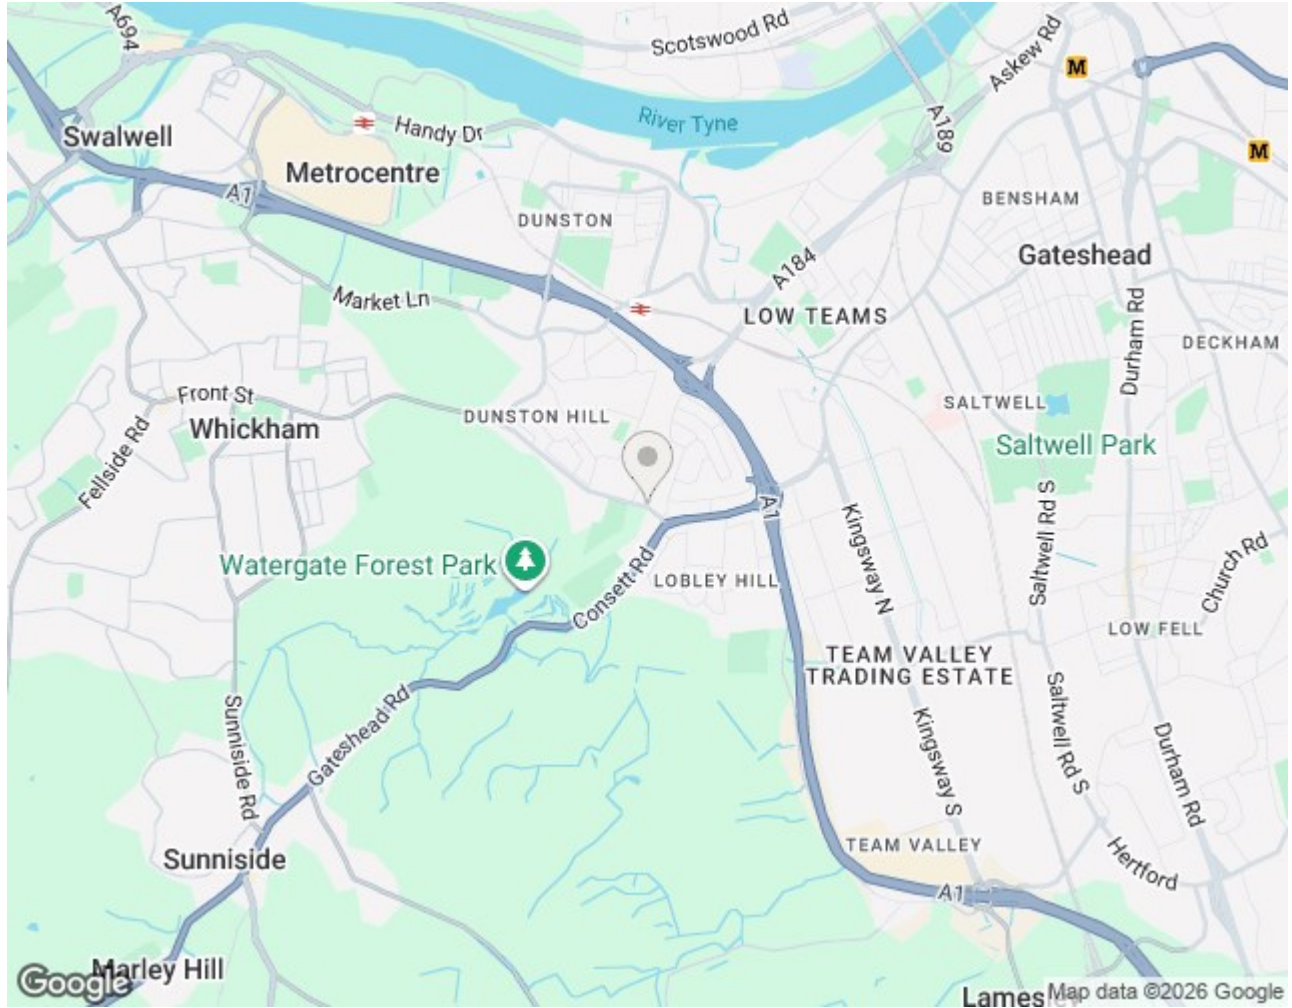 A694
Scotswood Rd
Askew Rd
M
River Tyne
Handy Dr
A189
Swalwell
M
Metrocentre
A1
BENSHAM
DUNSTON
Gateshead
A184
Market Ln
LOW TEAMS
Durham Rd
DECKHAM
Front St
SALTWELL
DUNSTON HILL
Whickham
Saltwell Park
Fellside Rd
A1
Kingsway N
Saltwell Rd S
Church Rd
Watergate Forest Park
Consett Rd
LOBLEY HILL
LOW FELL
TEAM VALLEY
TRADING ESTATE
Sunniside Rd
Gateshead Rd
Saltwell Rd S
Kingsway S
Durham Rd
TEAM VALLEY
Sunniside
Hertford
A1
Marley Hill
Google
Map data ©2026 Google